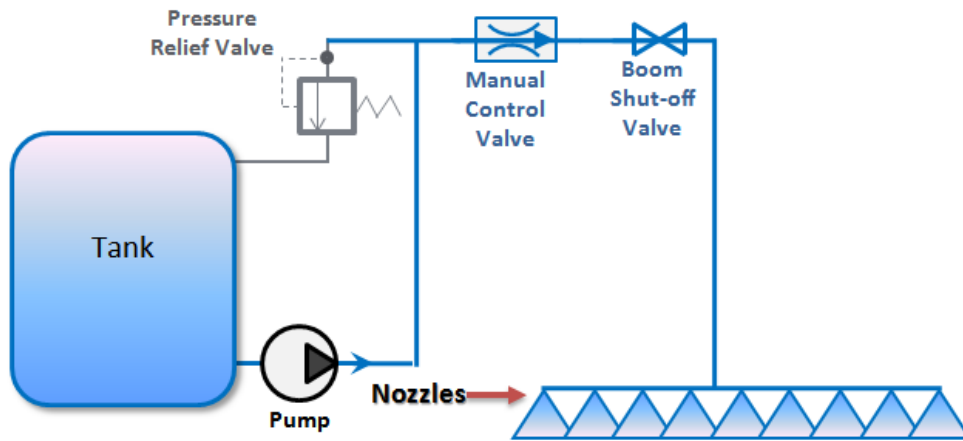 Pressure
Relief Valve
Manual
Control
Valve
Boom
Shut-off
Valve
Tank
Nozzles
Pump